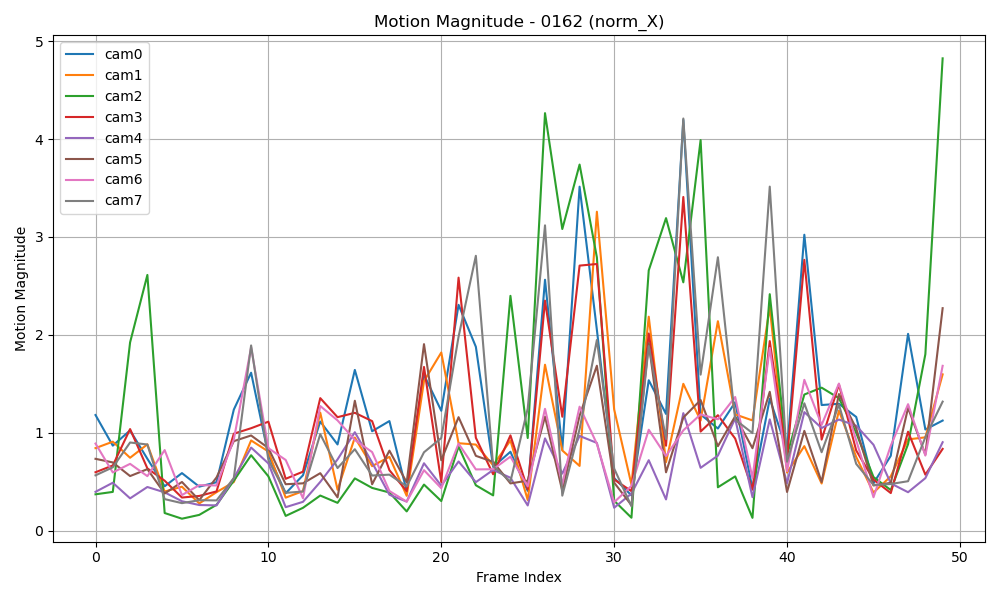 Motion Magnitude - 0162 (norm_X)
Motion Magnitude
5
4
3
2
1
0
cam0
cam1
cam2
cam3
cam4
cam5
cam6
cam7
0
10
20
30
40
50
Frame Index